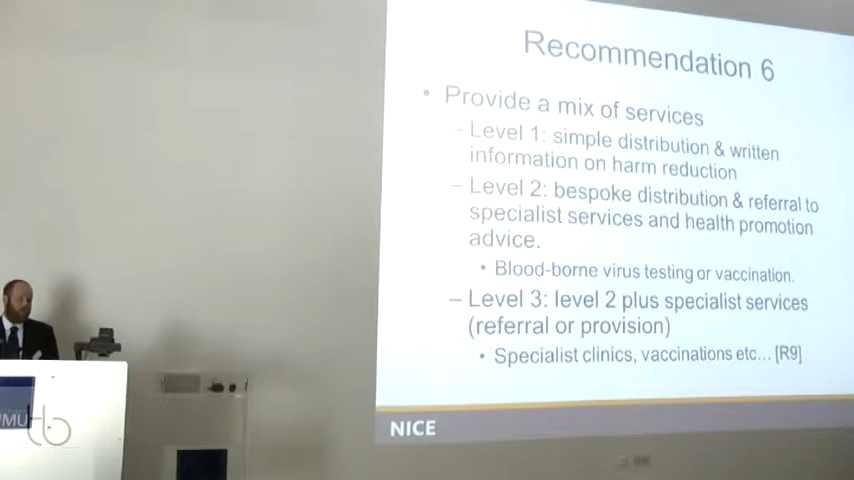 Recommendation 6
• Provide a mix of services
– Level 1: simple distribution & written
information on harm reduction
– Level 2: bespoke distribution & referral to
specialist services and health promotion
advice.
• Blood-borne virus testing or vaccination.
– Level 3: level 2 plus specialist services
(referral or provision)
• Specialist clinics, vaccinations etc... [R9]
NICE